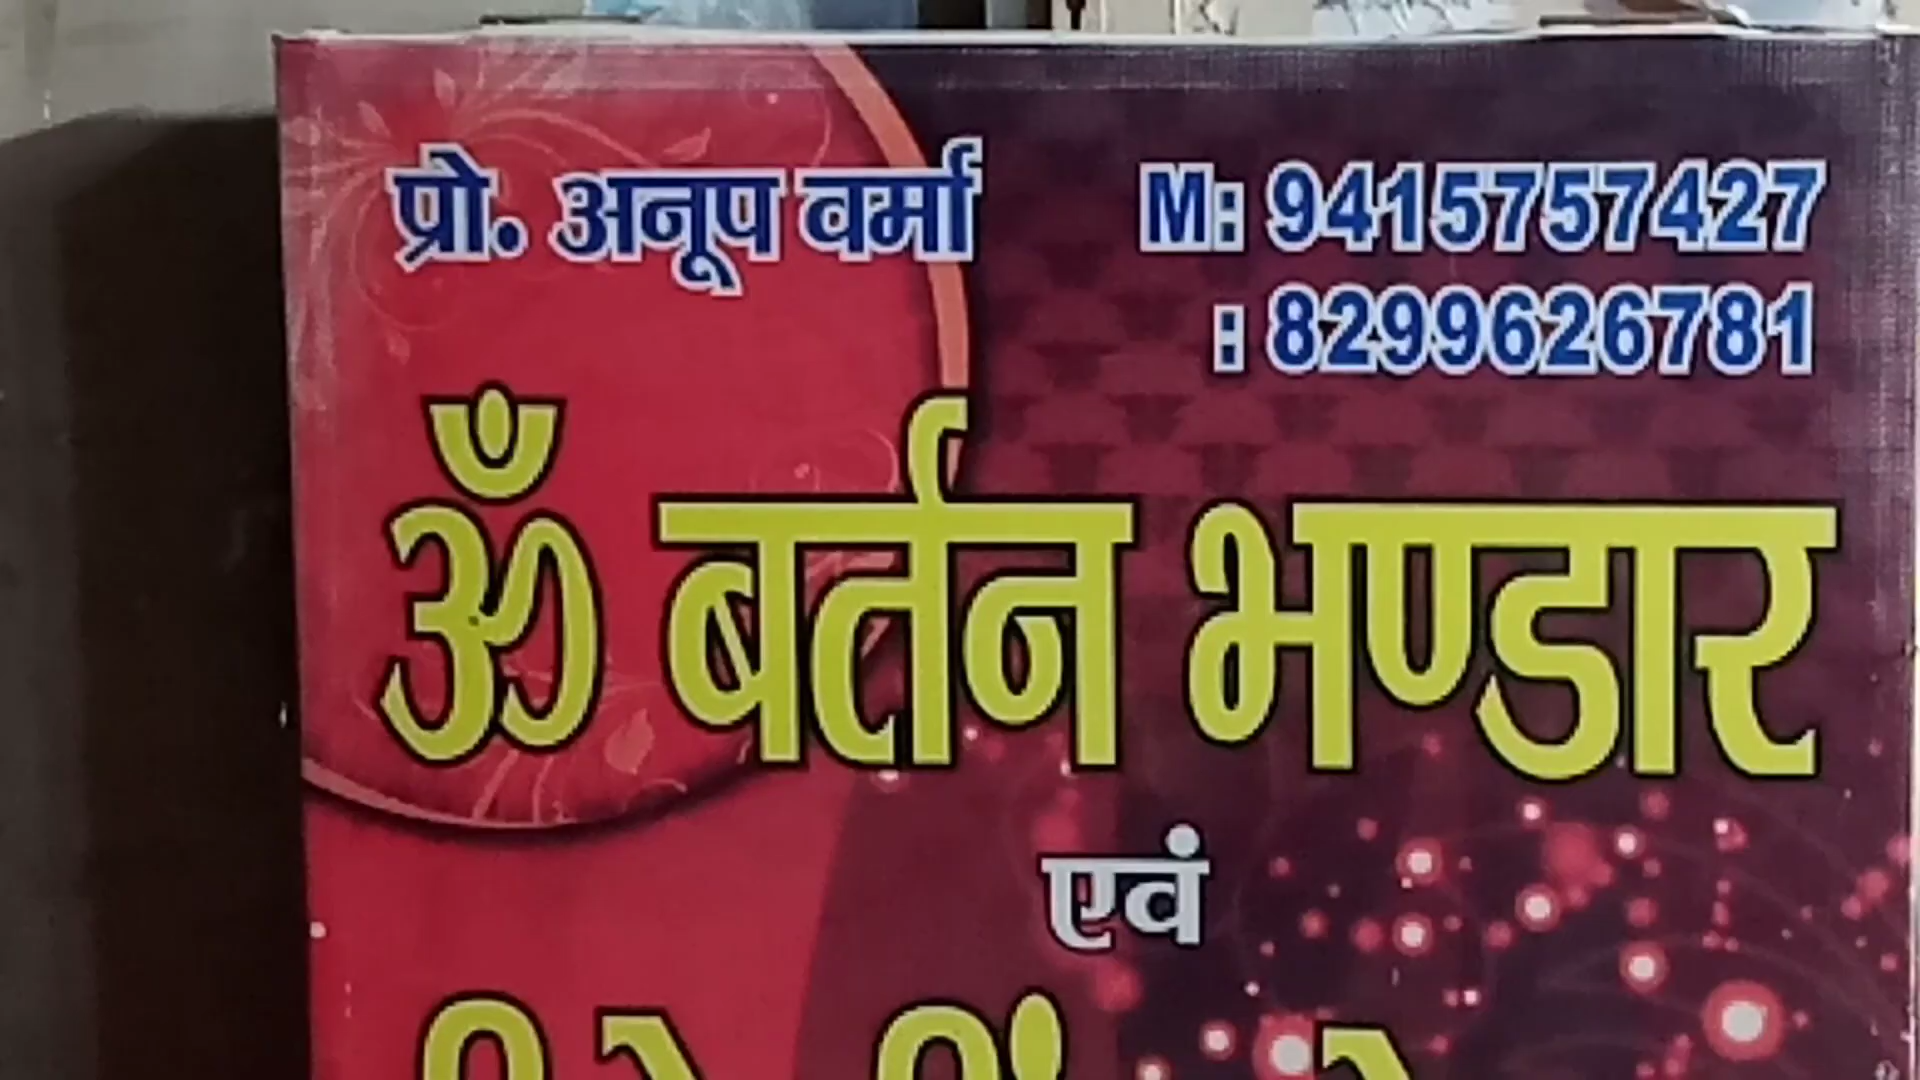 प्रो. अनूप वर्मा M: 9415757427
: 8299626781
ॐ बर्तन भण्डार
एवं